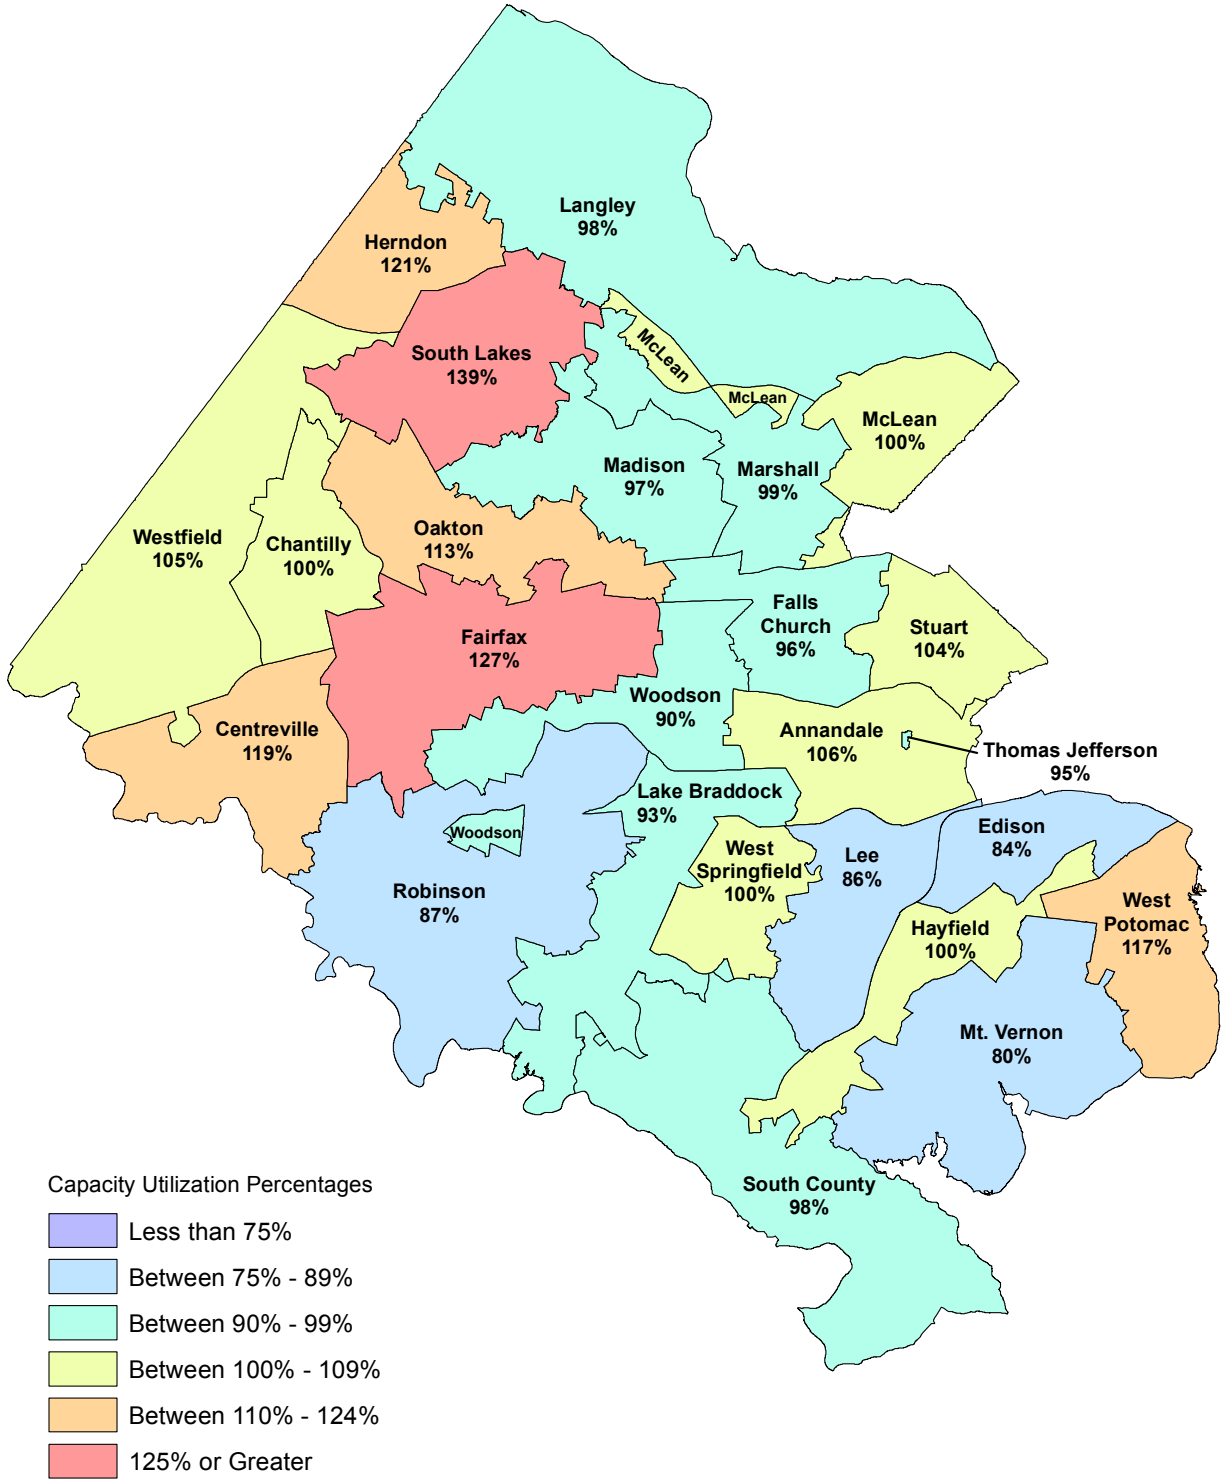 Langley
98%
Herndon
121%
South Lakes
139%
McLean
McLean
McLean
100%
Madison
97%
Marshall
99%
Oakton
113%
Westfield
105%
Chantilly
100%
Falls
Church
96%
Stuart
104%
Fairfax
127%
Woodson
90%
Centreville
119%
Annandale
106%
Thomas Jefferson
95%
Lake Braddock
93%
Woodson
Edison
84%
West
Springfield
100%
Lee
86%
Robinson
87%
West
Potomac
117%
Hayfield
100%
Mt. Vernon
80%
South County
98%
Capacity Utilization Percentages
Less than 75%
Between 75% - 89%
Between 90% - 99%
Between 100% - 109%
Between 110% - 124%
125% or Greater